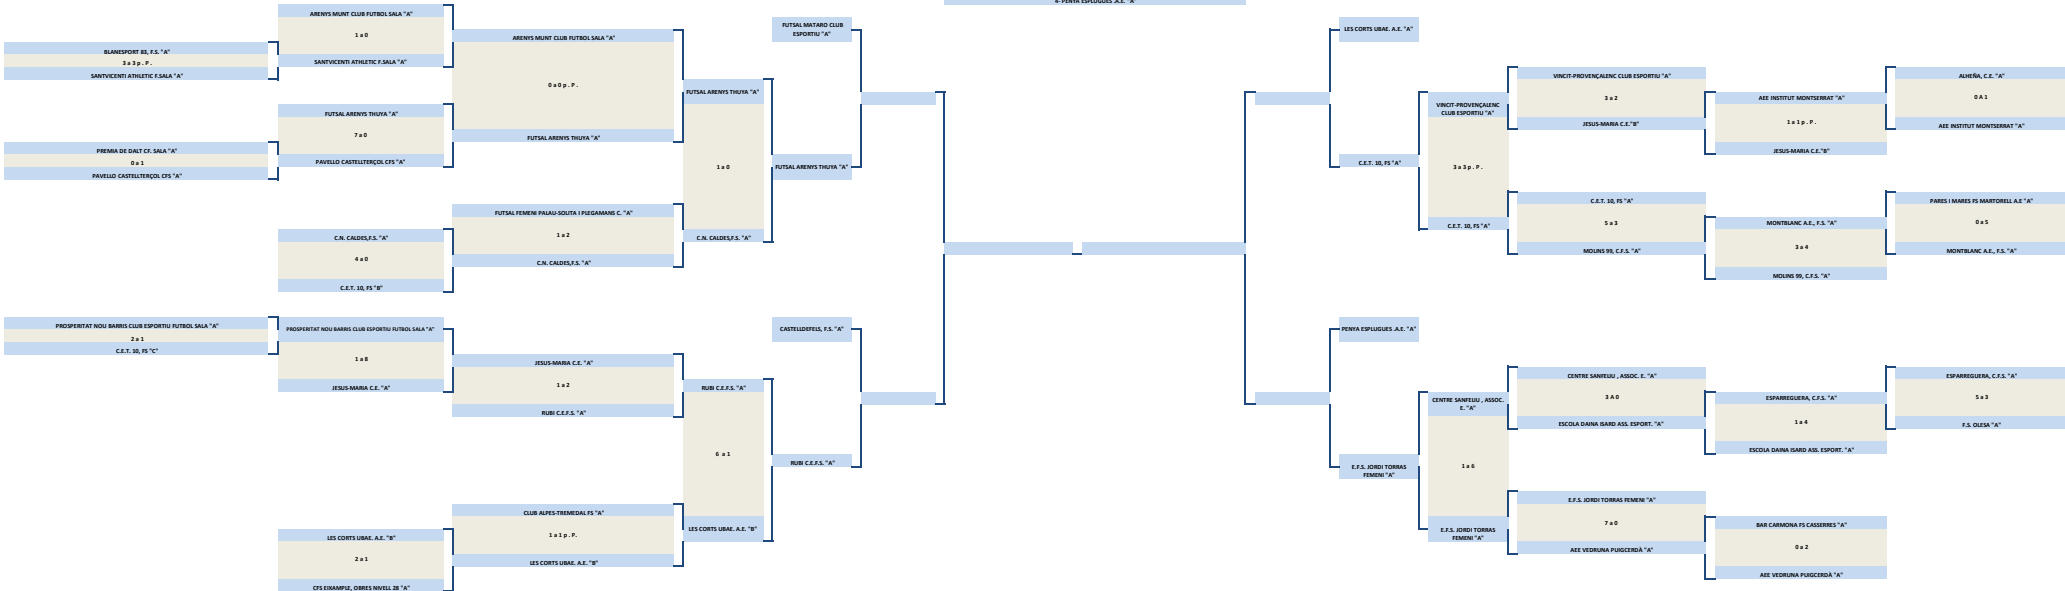 4- PENYA ESPLUGUES .A.E. "A"
ARENYS MUNT CLUB FUTBOL SALA "A"
1 a 0
SANTVICENTI ATHLETIC F.SALA "A"
BLANESPORT 83, F.S. "A"
3 a 3 p . P .
SANTVICENTI ATHLETIC F.SALA "A"
FUTSAL ARENYS THUYA "A"
7 a 0
PAVELLO CASTELLTERÇOL CFS "A"
PREMIA DE DALT CF. SALA "A"
0 a 1
PAVELLO CASTELLTERÇOL CFS "A"
C.N. CALDES,F.S. "A"
4 a 0
C.E.T. 10, FS "B"
PROSPERITAT NOU BARRIS CLUB ESPORTIU FUTBOL SALA "A"
2 a 1
C.E.T. 10, FS "C"
PROSPERITAT NOU BARRIS CLUB ESPORTIU FUTBOL SALA "A"
1 a 8
JESUS-MARIA C.E. "A"
LES CORTS UBAE. A.E. "B"
2 a 1
CFS EIXAMPLE, OBRES NIVELL 28 "A"
ARENYS MUNT CLUB FUTBOL SALA "A"
0 a 0 p . P .
FUTSAL ARENYS THUYA "A"
FUTSAL FEMENI PALAU-SOLITA I PLEGAMANS C. "A"
1 a 2
C.N. CALDES,F.S. "A"
JESUS-MARIA C.E. "A"
1 a 2
RUBI C.E.F.S. "A"
CLUB ALPES-TREMEDAL FS "A"
1 a 1 p . P.
LES CORTS UBAE. A.E. "B"
FUTSAL ARENYS THUYA "A"
1 a 0
C.N. CALDES,F.S. "A"
RUBI C.E.F.S. "A"
6 a 1
LES CORTS UBAE. A.E. "B"
FUTSAL MATARO CLUB
ESPORTIU "A"
FUTSAL ARENYS THUYA "A"
CASTELLDEFELS, F.S. "A"
RUBI C.E.F.S. "A"
LES CORTS UBAE. A.E. "A"
C.E.T. 10, FS "A"
PENYA ESPLUGUES .A.E. "A"
E.F.S. JORDI TORRAS
FEMENI "A"
VINCIT-PROVENÇALENC
CLUB ESPORTIU "A"
3 a 3 p . P .
C.E.T. 10, FS "A"
CENTRE SANFELIU , ASSOC.
E. "A"
1 a 6
E.F.S. JORDI TORRAS
FEMENI "A"
VINCIT-PROVENÇALENC CLUB ESPORTIU "A"
3 a 2
JESUS-MARIA C.E."B"
C.E.T. 10, FS "A"
5 a 3
MOLINS 99, C.F.S. "A"
CENTRE SANFELIU , ASSOC. E. "A"
3 A 0
ESCOLA DAINA ISARD ASS. ESPORT. "A"
E.F.S. JORDI TORRAS FEMENI "A"
7 a 0
AEE VEDRUNA PUIGCERDÀ "A"
AEE INSTITUT MONTSERRAT "A"
1 a 1 p . P .
JESUS-MARIA C.E."B"
MONTBLANC A.E., F.S. "A"
3 a 4
MOLINS 99, C.F.S. "A"
ESPARREGUERA, C.F.S. "A"
1 a 4
ESCOLA DAINA ISARD ASS. ESPORT. "A"
BAR CARMONA FS CASSERRES "A"
0 a 2
AEE VEDRUNA PUIGCERDÀ "A"
ALHEÑA, C.E. "A"
0 A 1
AEE INSTITUT MONTSERRAT "A"
PARES I MARES FS MARTORELL A.E "A"
0 a 5
MONTBLANC A.E., F.S. "A"
ESPARREGUERA, C.F.S. "A"
5 a 3
F.S. OLESA "A"